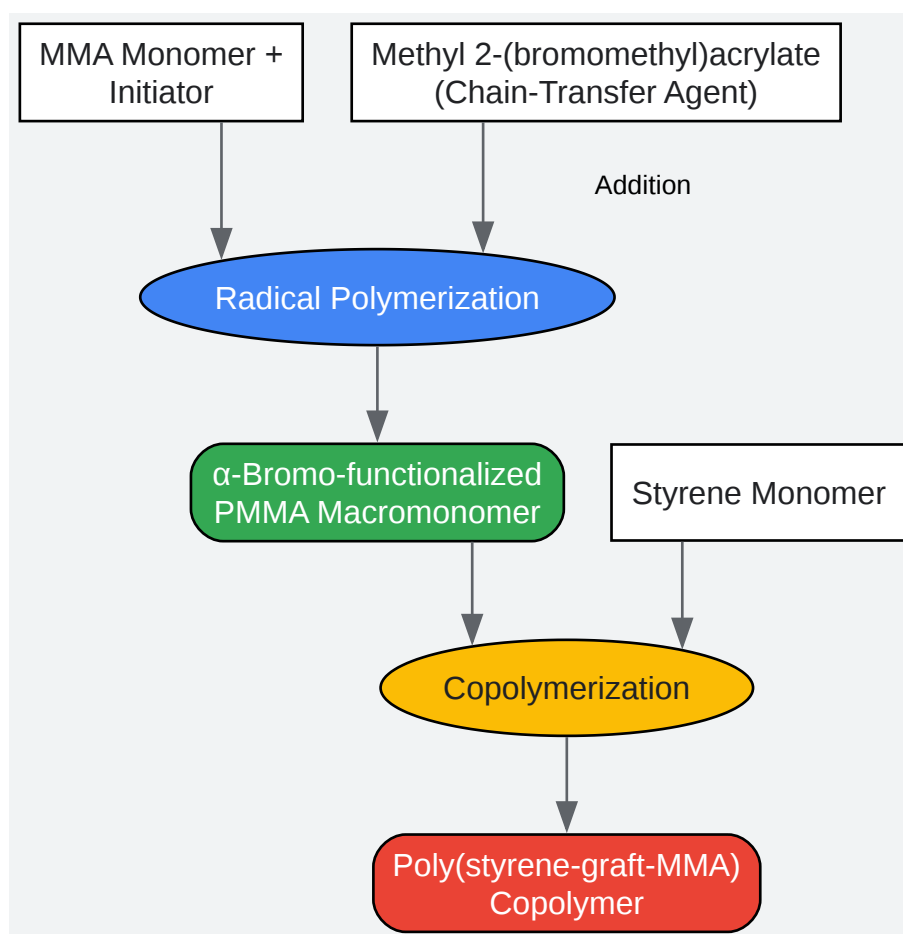 MMA Monomer +
Initiator
Methyl 2-(bromomethyl)acrylate
(Chain-Transfer Agent)
Addition
Radical Polymerization
α-Bromo-functionalized
PMMA Macromonomer
Styrene Monomer
Copolymerization
Poly(styrene-graft-MMA)
Copolymer